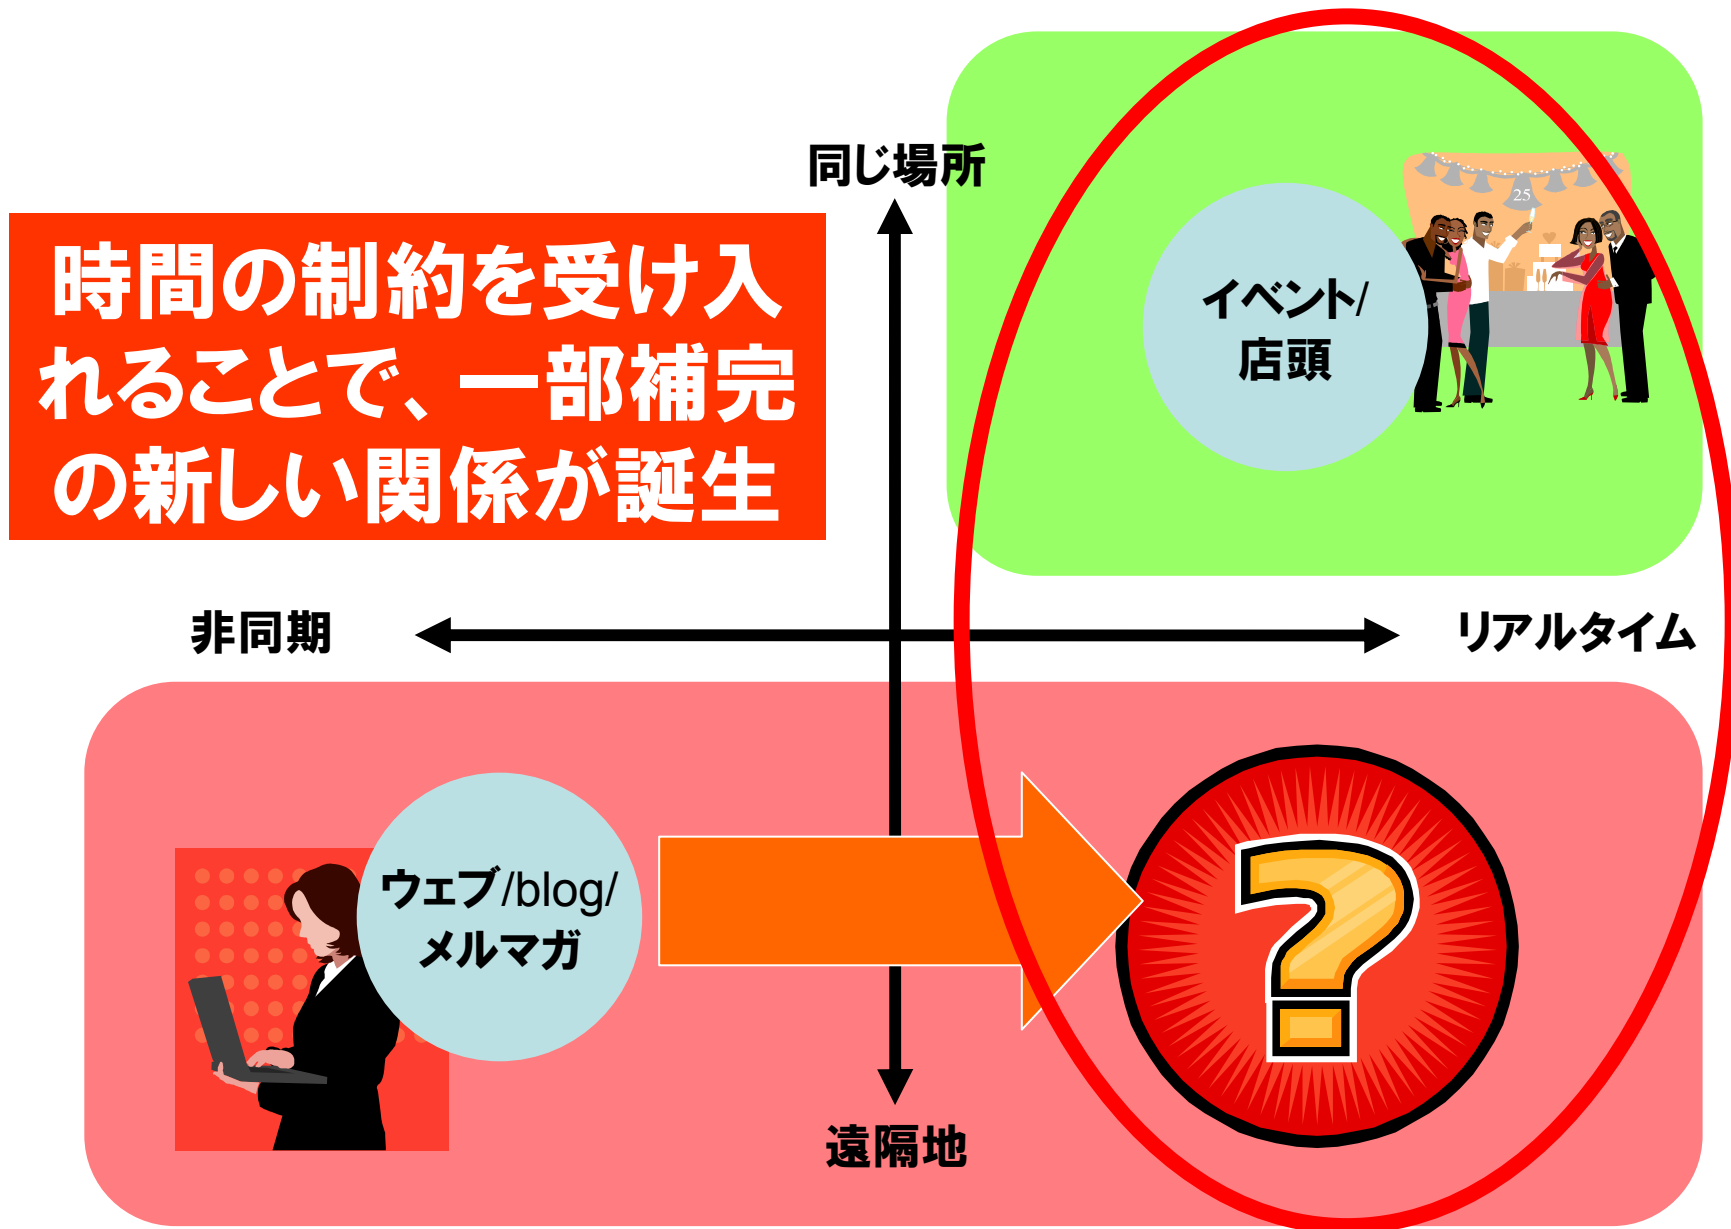 同じ場所
時間の制約を受け入
れることで、一部補完
の新しい関係が誕生
25
イベント/
店頭
非同期
リアルタイム
ウェブ/blog/
メルマガ
?
遠隔地